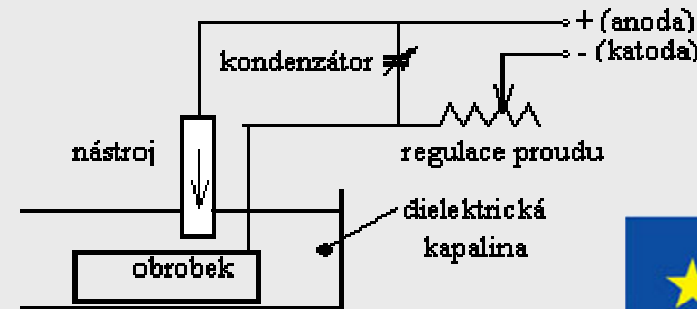 + (anoda)
- (katoda)
kondenzátor
nástroj
regulace proudu
dielektrická
kapalina
obrobek